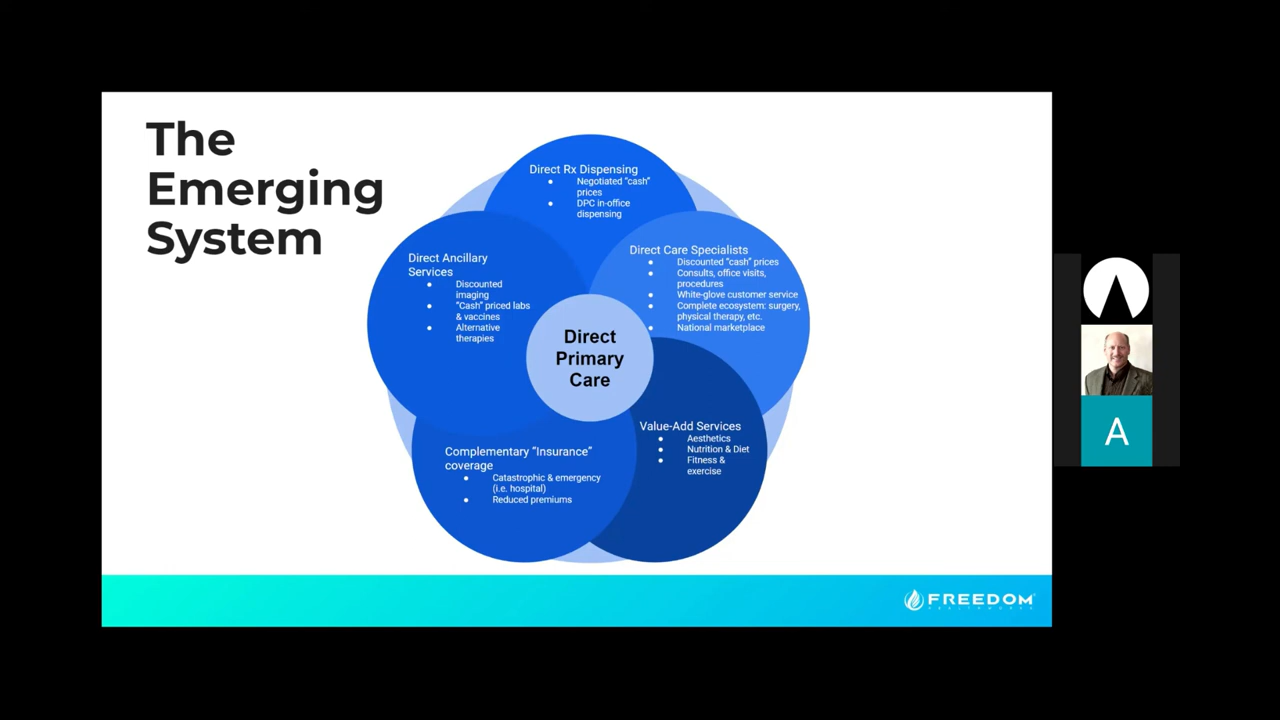 The
Emerging
System
Direct Rx Dispensing
● Negotiated “cash”
prices
● DPC in-office
dispensing
Direct Care Specialists
● Discounted “cash” prices
● Consults, office visits,
procedures
● White-glove customer service
● Complete ecosystem: surgery,
physical therapy, etc.
● National marketplace
Direct Ancillary
Services
● Discounted
imaging
● “Cash” priced labs
& vaccines
● Alternative
therapies
Direct
Primary
Care
Value-Add Services
● Aesthetics
● Nutrition & Diet
● Fitness &
exercise
Complementary “Insurance”
coverage
● Catastrophic & emergency
(i.e. hospital)
● Reduced premiums
A
FREEDOM